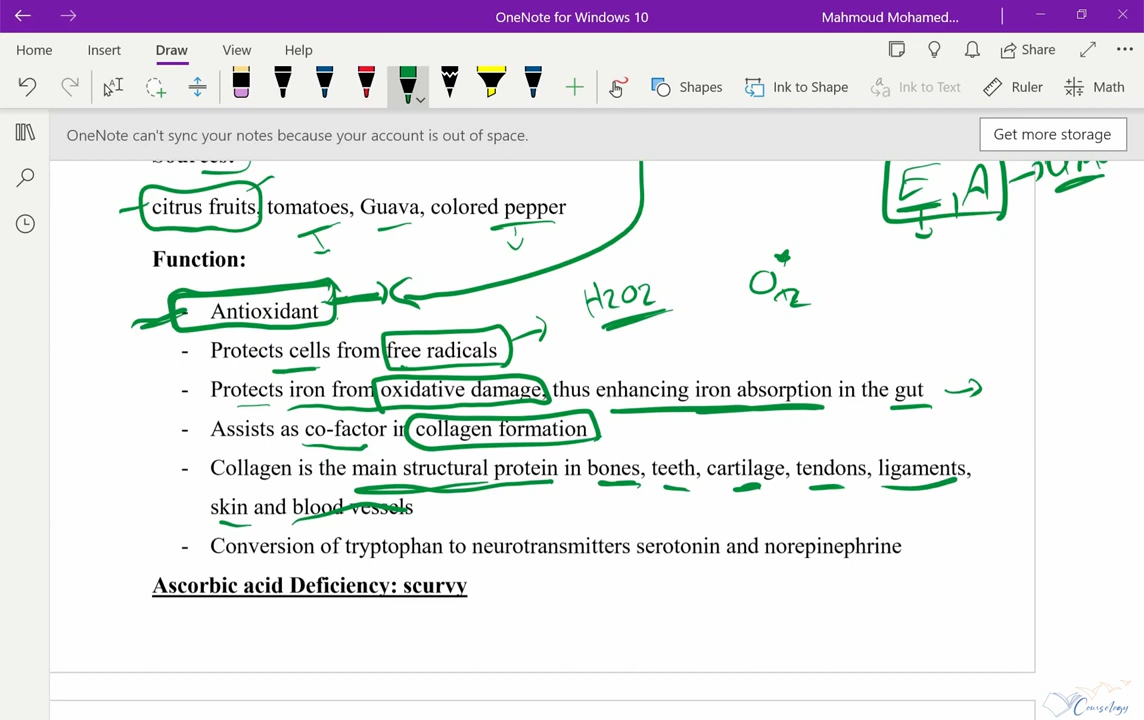 OneNote for Windows 10
Mahmoud Mohamed...
Home Insert Draw View Help
Share
Shapes Ink to Shape Ink to Text Ruler Math
OneNote can't sync your notes because your account is out of space.
Get more storage
Sources:
E, A
citrus fruits, tomatoes, Guava, colored pepper
Function:
H2O2
O2
- Antioxidant
- Protects cells from free radicals
- Protects iron from oxidative damage, thus enhancing iron absorption in the gut
- Assists as co-factor in collagen formation
- Collagen is the main structural protein in bones, teeth, cartilage, tendons, ligaments,
skin and blood vessels
- Conversion of tryptophan to neurotransmitters serotonin and norepinephrine
Ascorbic acid Deficiency: scurvy
Courselogy